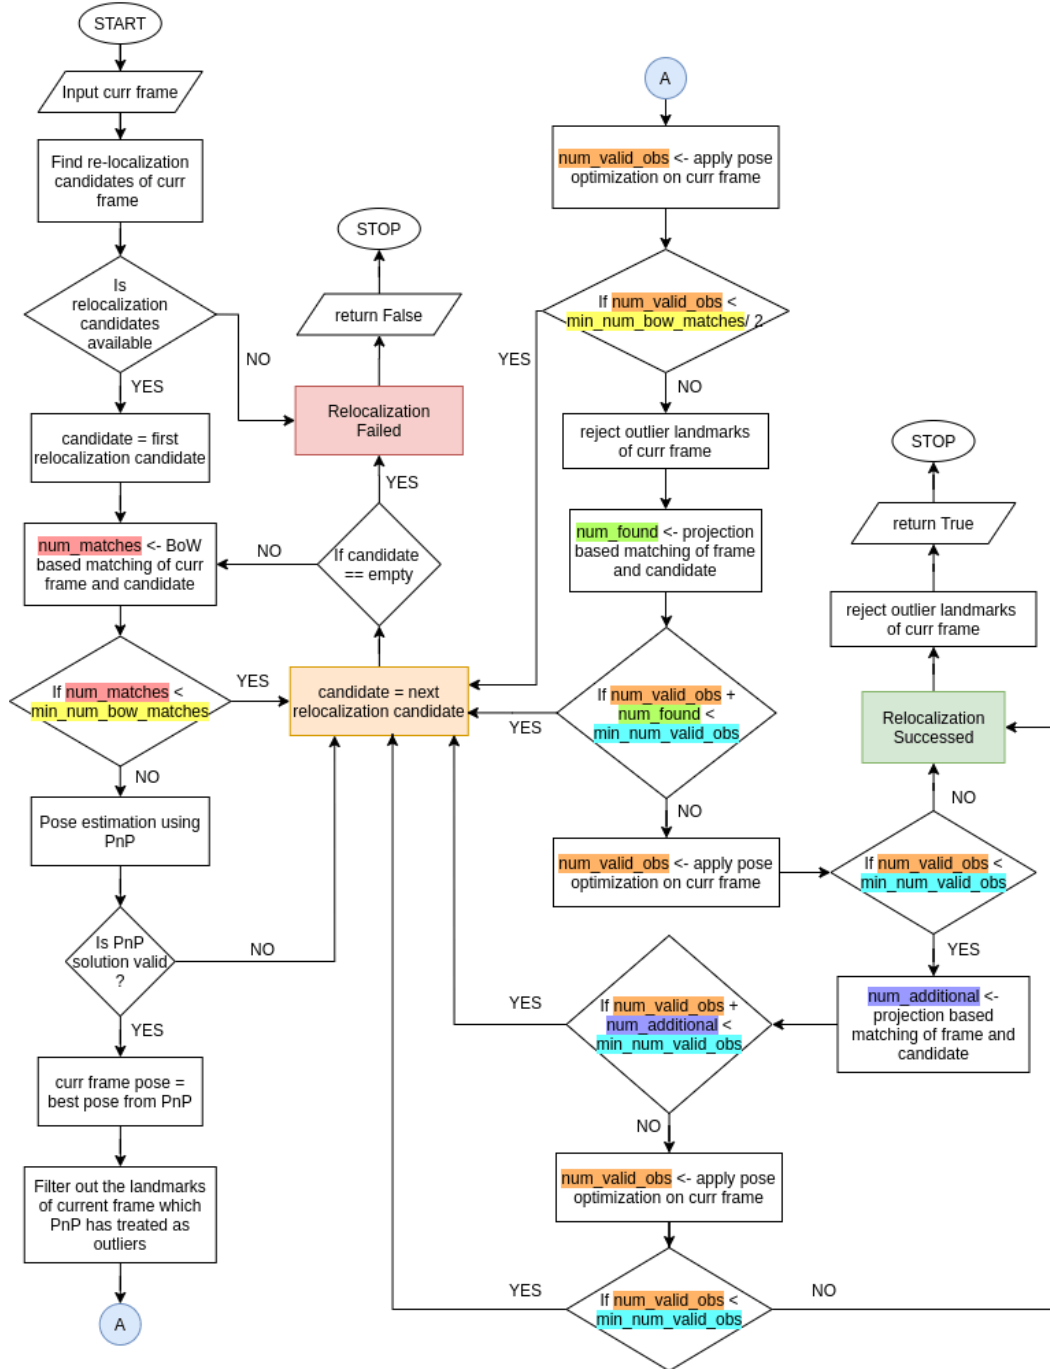 START
Input curr frame
Find re-localization
candidates of curr
frame
Is
relocalization
candidates
available
NO
YES
candidate = first
relocalization candidate
num_matches <- BoW
based matching of curr
frame and candidate
If num_matches <
min_num_bow_matches
YES
NO
Pose estimation using
PnP
Is PnP
solution valid
?
NO
YES
curr frame pose =
best pose from PnP
Filter out the landmarks
of current frame which
PnP has treated as
outliers
A
STOP
return False
Relocalization
Failed
YES
If candidate
== empty
NO
candidate = next
relocalization candidate
A
num_valid_obs <- apply pose
optimization on curr frame
If num_valid_obs <
min_num_bow_matches/ 2
YES
NO
reject outlier landmarks
of curr frame
num_found <- projection
based matching of frame
and candidate
If num_valid_obs +
num_found <
min_num_valid_obs
YES
NO
num_valid_obs <- apply pose
optimization on curr frame
If num_valid_obs <
min_num_valid_obs
NO
YES
Relocalization
Successed
reject outlier landmarks
of curr frame
return True
STOP
num_additional <-
projection based
matching of frame and
candidate
If num_valid_obs +
num_additional <
min_num_valid_obs
YES
NO
num_valid_obs <- apply pose
optimization on curr frame
If num_valid_obs <
min_num_valid_obs
YES
NO